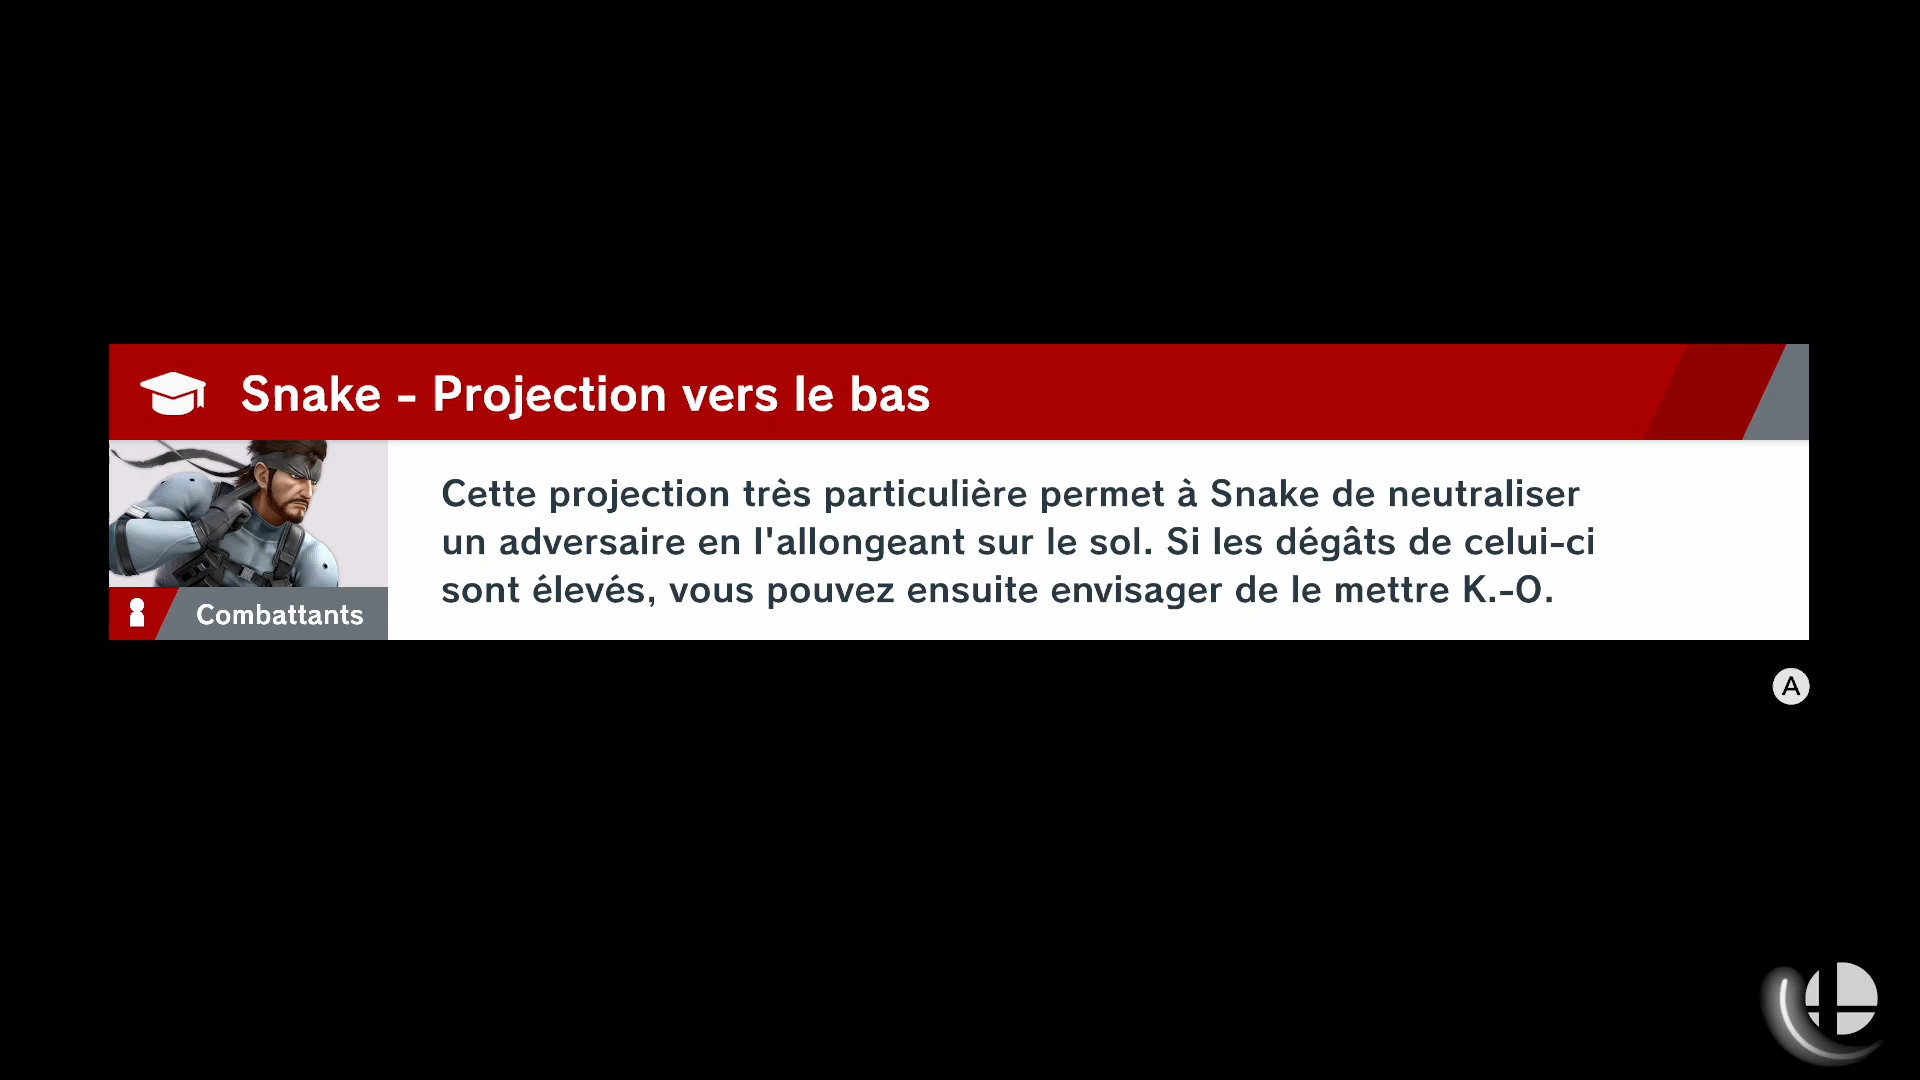 Snake - Projection vers le bas
Cette projection très particulière permet à Snake de neutraliser
un adversaire en l'allongeant sur le sol. Si les dégâts de celui-ci
sont élevés, vous pouvez ensuite envisager de le mettre K.-O.
Combattants
A